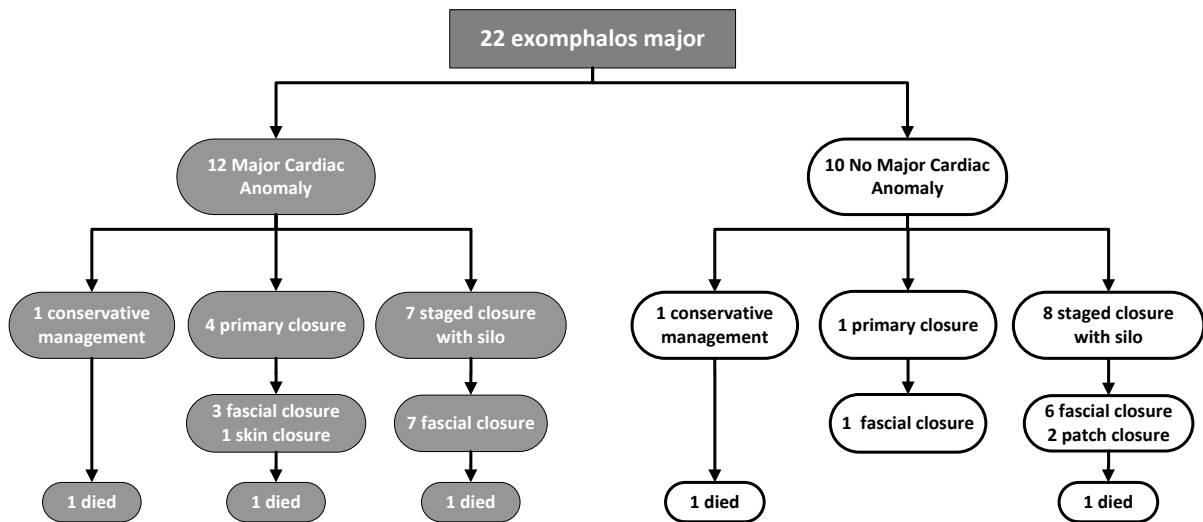 22 exomphalos major
12 Major Cardiac
Anomaly
10 No Major Cardiac
Anomaly
1 conservative
management
4 primary closure
7 staged closure
with silo
1 conservative
management
1 primary closure
8 staged closure
with silo
3 fascial closure
1 skin closure
7 fascial closure
1 fascial closure
6 fascial closure
2 patch closure
1 died
1 died
1 died
1 died
1 died